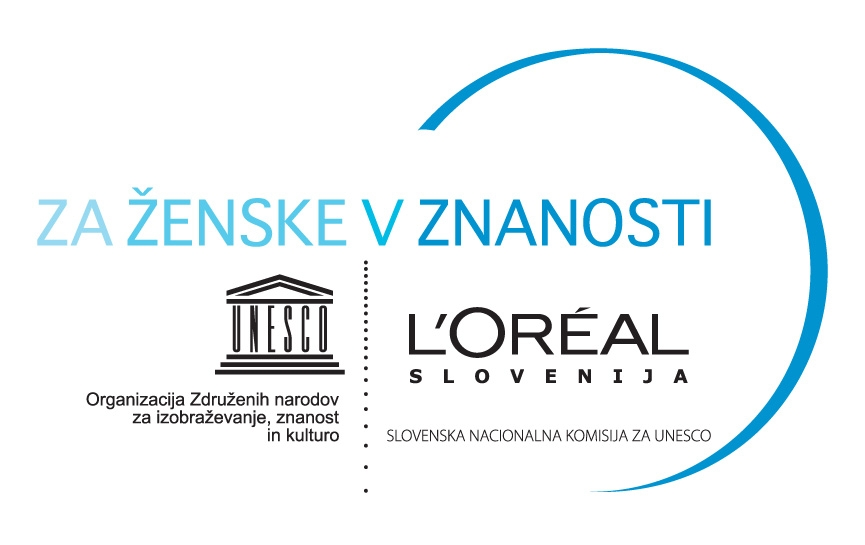 ZA ŽENSKE V ZNANOSTI
UNESCO
Organizacija Združenih narodov
za izobraževanje, znanost
in kulturo
L'ORÉAL
SLOVENIJA
SLOVENSKA NACIONALNA KOMISIJA ZA UNESCO